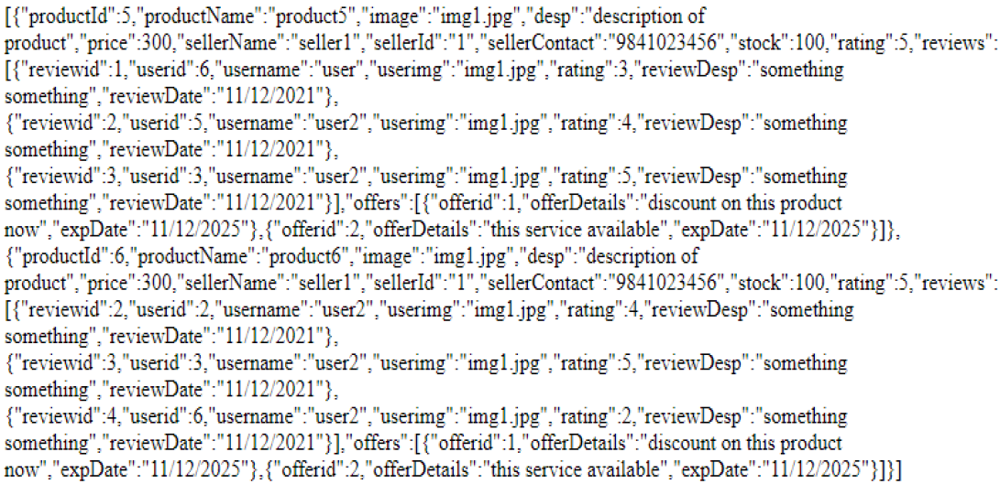 [{"productId":5,"productName":"product5","image":"img1.jpg","desp":"description of
product","price":300,"sellerName":"seller1","sellerId":"1","sellerContact":"9841023456","stock":100,"rating":5,"reviews":
[{"reviewid":1,"userid":6,"username":"user","userimg":"img1.jpg","rating":3,"reviewDesp":"something
something","reviewDate":"11/12/2021"},
{"reviewid":2,"userid":5,"username":"user2","userimg":"img1.jpg","rating":4,"reviewDesp":"something
something","reviewDate":"11/12/2021"},
{"reviewid":3,"userid":3,"username":"user2","userimg":"img1.jpg","rating":5,"reviewDesp":"something
something","reviewDate":"11/12/2021"}],"offers":[{"offerid":1,"offerDetails":"discount on this product
now","expDate":"11/12/2025"},{"offerid":2,"offerDetails":"this service available","expDate":"11/12/2025"}]},
{"productId":6,"productName":"product6","image":"img1.jpg","desp":"description of
product","price":300,"sellerName":"seller1","sellerId":"1","sellerContact":"9841023456","stock":100,"rating":5,"reviews":
[{"reviewid":2,"userid":2,"username":"user2","userimg":"img1.jpg","rating":4,"reviewDesp":"something
something","reviewDate":"11/12/2021"},
{"reviewid":3,"userid":3,"username":"user2","userimg":"img1.jpg","rating":5,"reviewDesp":"something
something","reviewDate":"11/12/2021"},
{"reviewid":4,"userid":6,"username":"user2","userimg":"img1.jpg","rating":2,"reviewDesp":"something
something","reviewDate":"11/12/2021"}],"offers":[{"offerid":1,"offerDetails":"discount on this product
now","expDate":"11/12/2025"},{"offerid":2,"offerDetails":"this service available","expDate":"11/12/2025"}]}]